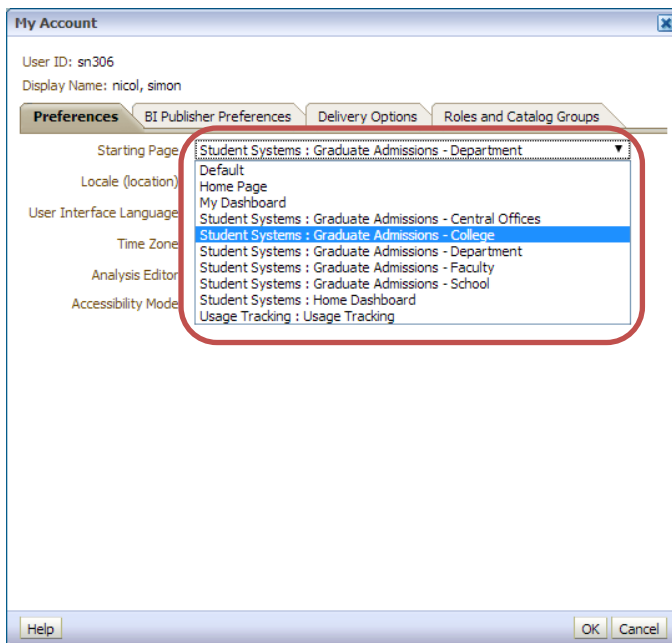 My Account
User ID: sn306
Display Name: nicol, simon
Preferences BI Publisher Preferences Delivery Options Roles and Catalog Groups
Starting Page Student Systems : Graduate Admissions - Department
Default
Locale (location)
Home Page
My Dashboard
User Interface Language Student Systems : Graduate Admissions - Central Offices
Student Systems : Graduate Admissions - College
Time Zone Student Systems : Graduate Admissions - Department
Student Systems : Graduate Admissions - Faculty
Analysis Editor
Student Systems : Graduate Admissions - School
Accessibility Mode Student Systems : Home Dashboard
Usage Tracking : Usage Tracking
Help OK Cancel